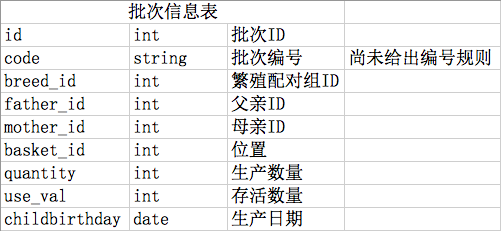 批次信息表
id int 批次ID
code string 批次编号 尚未给出编号规则
breed_id int 繁殖配对组ID
father_id int 父亲ID
mother_id int 母亲ID
basket_id int 位置
quantity int 生产数量
use_val int 存活数量
childbirthday date 生产日期